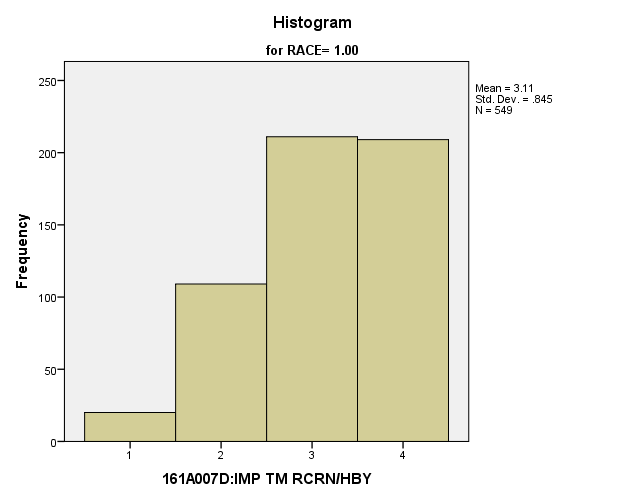 Histogram
for RACE= 1.00
Mean = 3.11
Std. Dev. = .845
N = 549
Frequency
250
200
150
100
50
0
1 2 3 4
161A007D:IMP TM RCRN/HBY